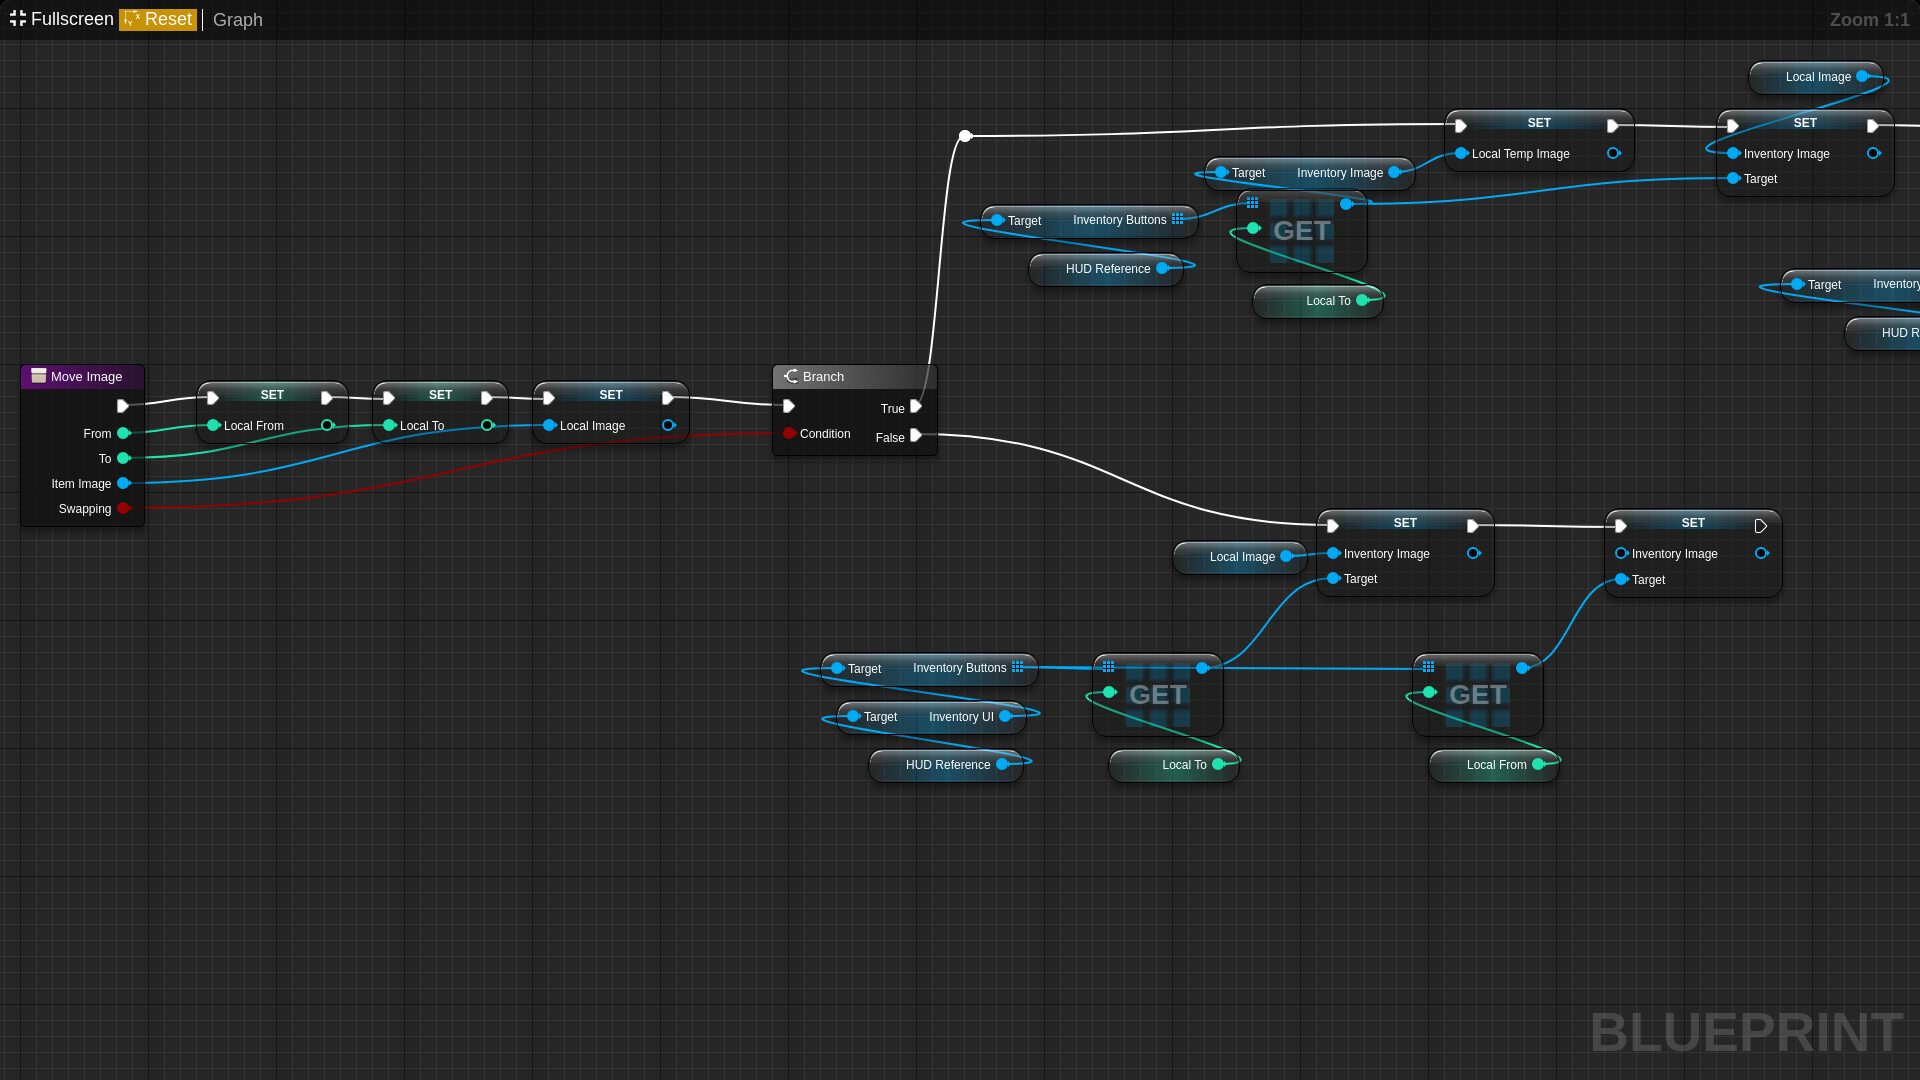 Fullscreen Reset Graph
Zoom 1:1
Local Image
SET
Local Temp Image
SET
Inventory Image
Target
Target Inventory Image
Target Inventory Buttons
GET
HUD Reference
Local To
Target Inventory
HUD R
Move Image
From
To
Item Image
Swapping
SET
Local From
SET
Local To
SET
Local Image
Branch
True
Condition
False
Local Image
SET
Inventory Image
Target
SET
Inventory Image
Target
Target Inventory Buttons
Target Inventory UI
HUD Reference
GET
Local To
GET
Local From
BLUEPRINT